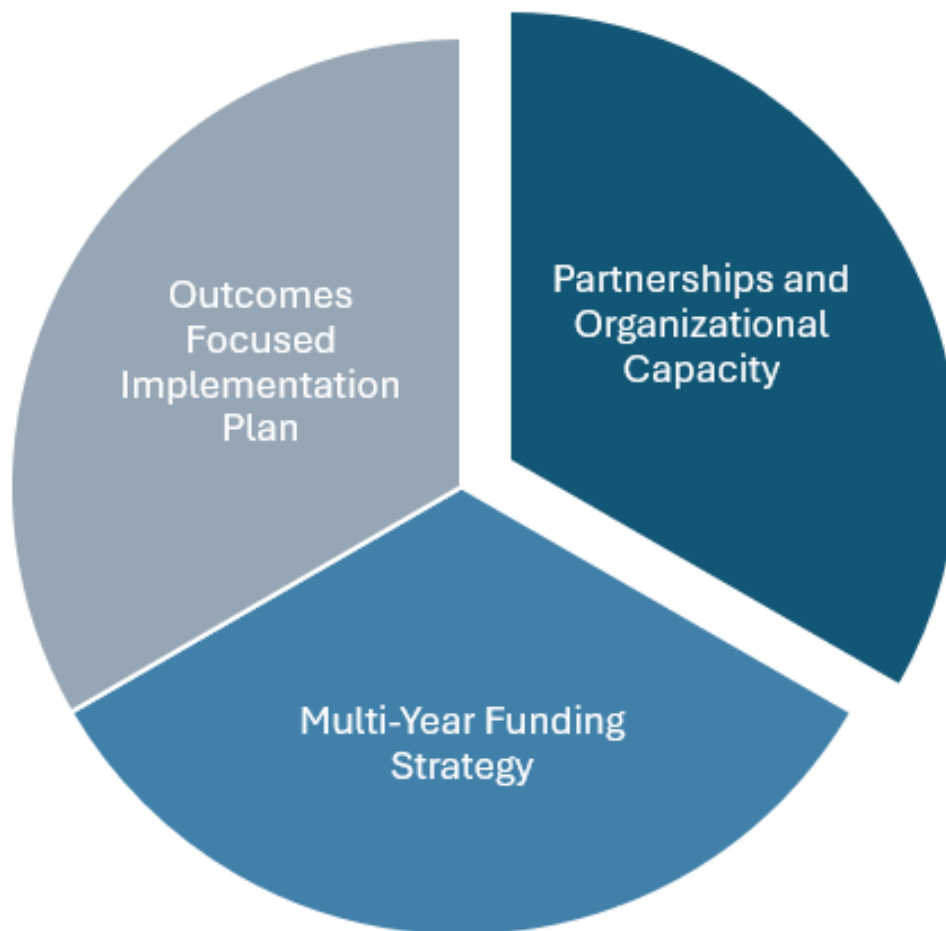 Outcomes
Focused
Implementation
Plan
Partnerships and
Organizational
Capacity
Multi-Year Funding
Strategy